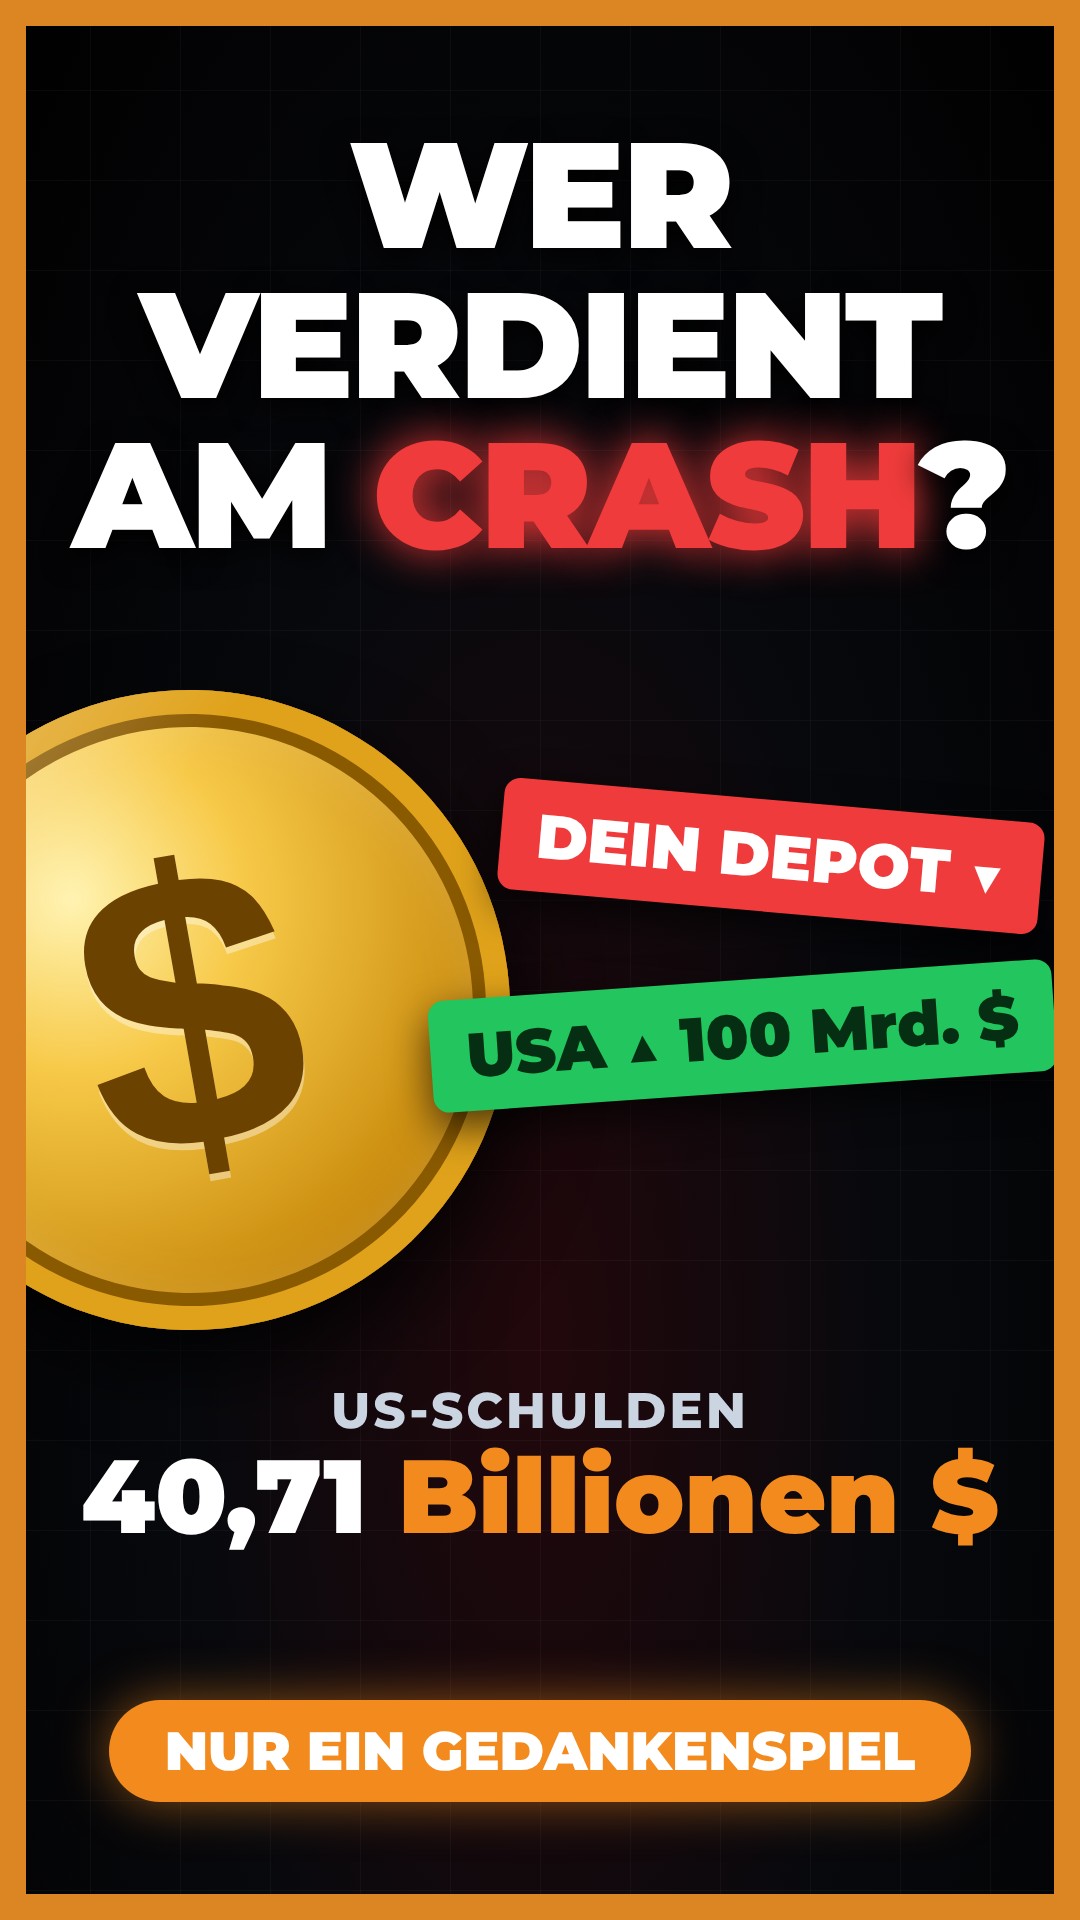 WER
VERDIENT
AM CRASH?
DEIN DEPOT ▼
USA ▲ 100 Mrd. $
$
US-SCHULDEN
40,71 Billionen $
NUR EIN GEDANKENSPIEL